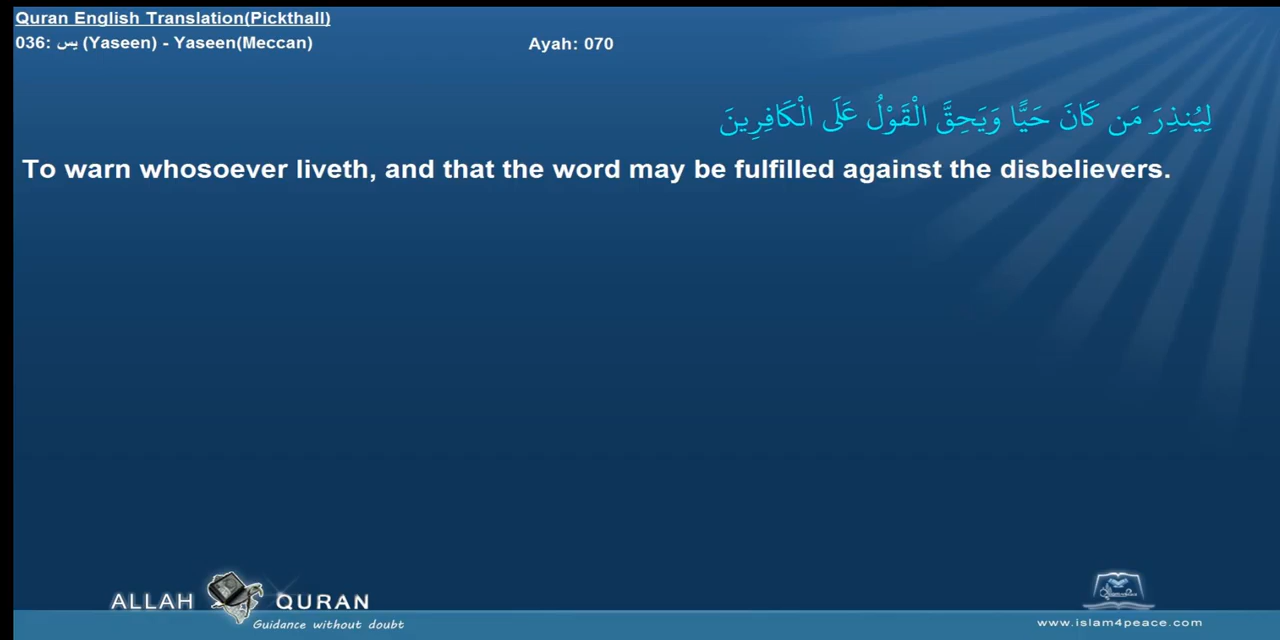 Quran English Translation(Pickthall)
036: يس (Yaseen) - Yaseen(Meccan)
Ayah: 070
لِيُنذِرَ مَن كَانَ حَيًّا وَيَحِقَّ الْقَوْلُ عَلَى الْكَافِرِينَ
To warn whosoever liveth, and that the word may be fulfilled against the disbelievers.
ALLAH QURAN
Guidance without doubt
www.islam4peace.com